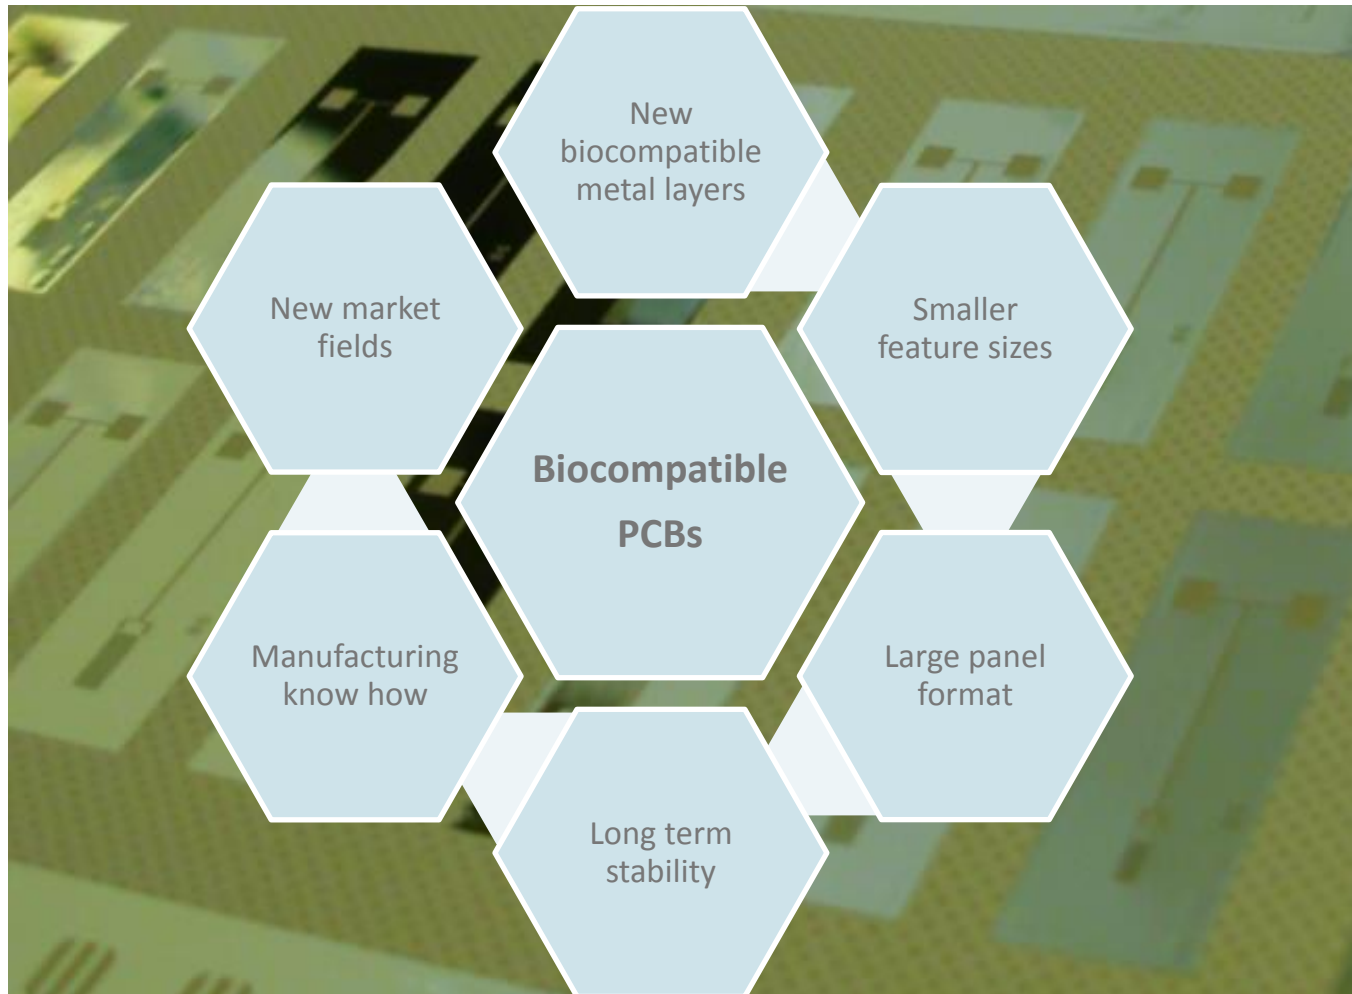 New
biocompatible
metal layers
Smaller
feature sizes
Large panel
format
Long term
stability
Manufacturing
know how
New market
fields
Biocompatible
PCBs